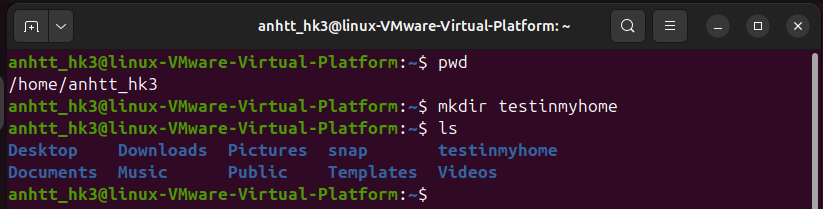 anhtt_hk3@linux-VMware-Virtual-Platform: ~
anhtt_hk3@linux-VMware-Virtual-Platform:~$ pwd
/home/anhtt_hk3
anhtt_hk3@linux-VMware-Virtual-Platform:~$ mkdir testinmyhome
anhtt_hk3@linux-VMware-Virtual-Platform:~$ ls
Desktop    Downloads  Pictures  snap       testinmyhome
Documents  Music      Public    Templates  Videos
anhtt_hk3@linux-VMware-Virtual-Platform:~$